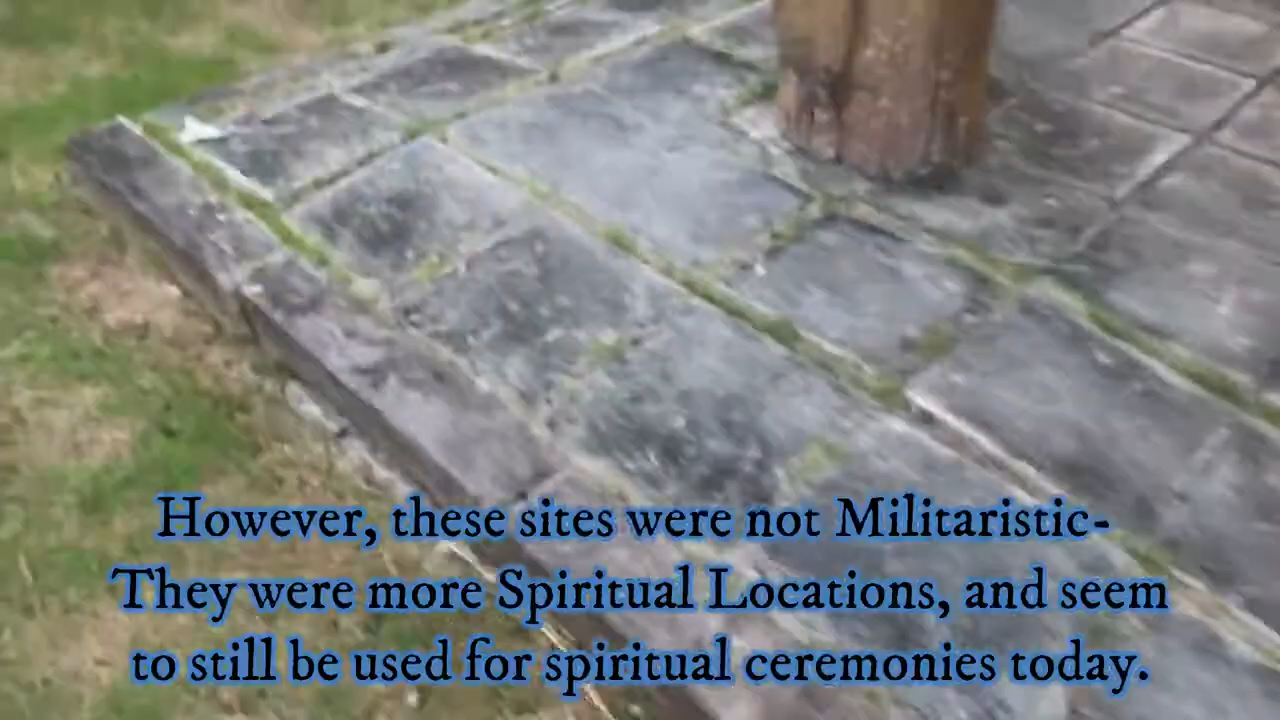 However, these sites were not Militaristic-
They were more Spiritual Locations, and seem
to still be used for spiritual ceremonies today.